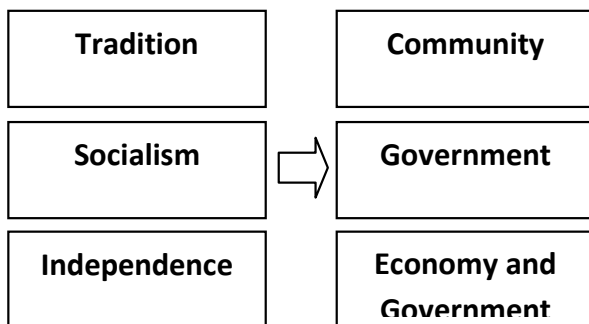 Tradition
Community
Socialism
Government
Independence
Economy and
Government